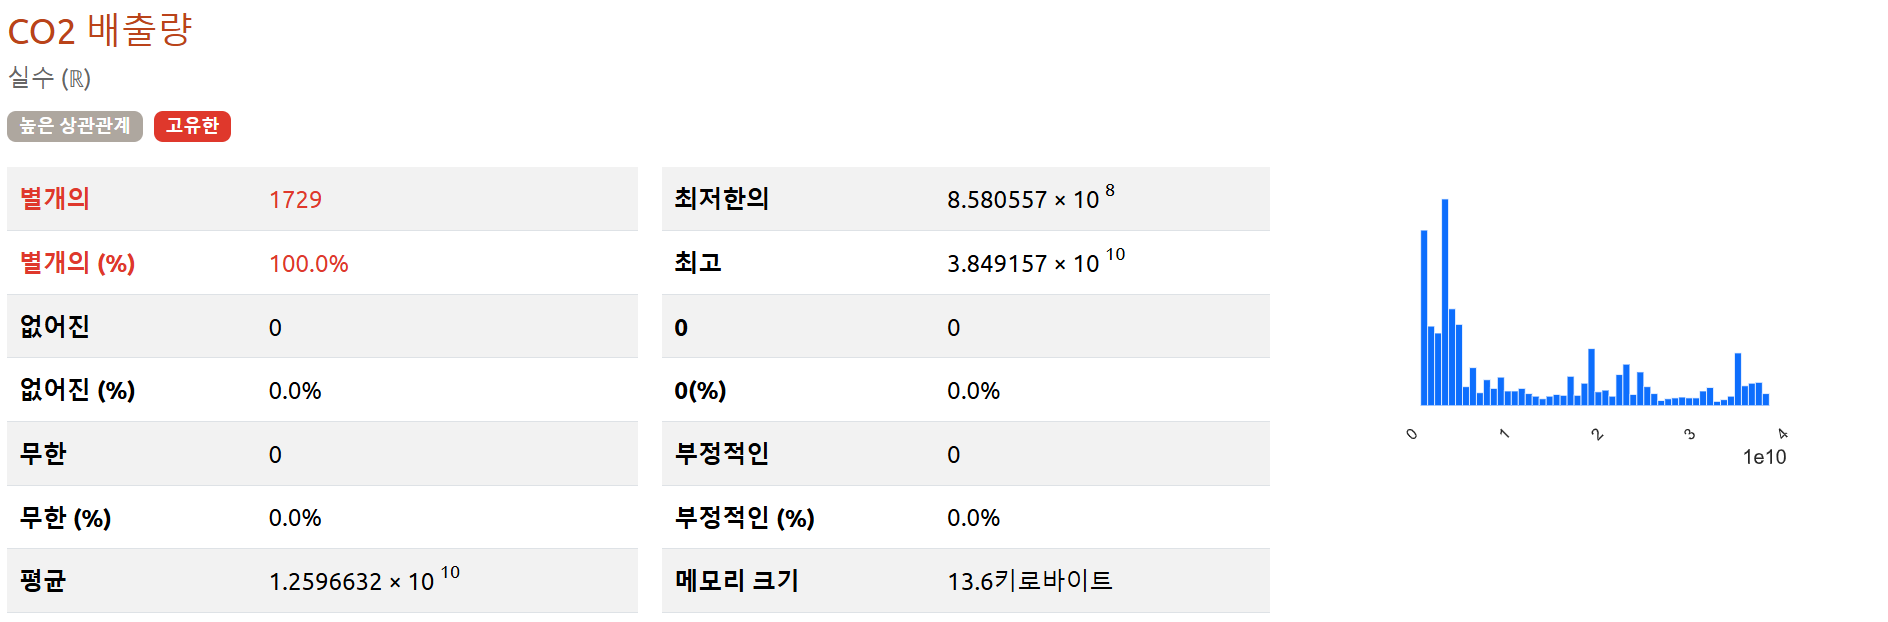 CO2 배출량
실수 (ℝ)
높은 상관관계 고유한
별개의 1729
별개의 (%) 100.0%
없어진 0
없어진 (%) 0.0%
무한 0
무한 (%) 0.0%
평균 1.2596632 × 10 10
최저한의 8.580557 × 10 8
최고 3.849157 × 10 10
0 0
0(%) 0.0%
부정적인 0
부정적인 (%) 0.0%
메모리 크기 13.6키로바이트
0 1 2 3 4
1e10